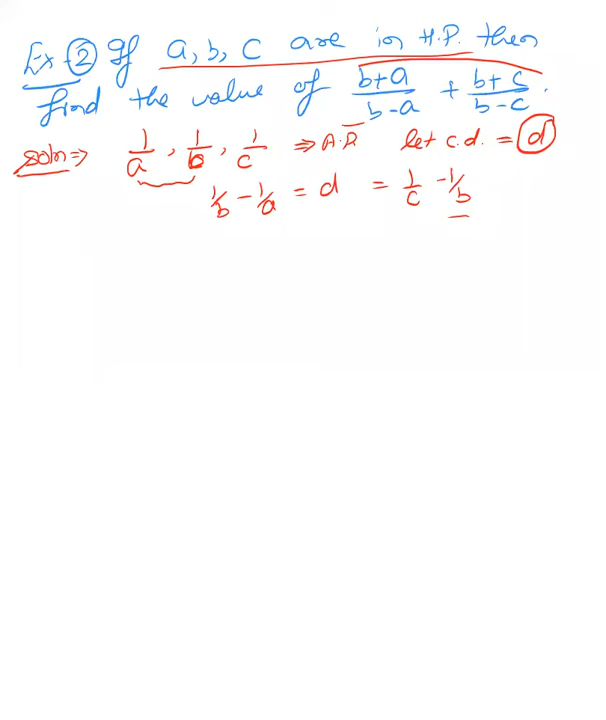 Ex ② If a, b, c are in H.P. then
find the value of (b+a)/(b-a) + (b+c)/(b-c).
Soln ⇒ 1/a, 1/b, 1/c ⇒ A.P. let c.d. = d
1/b - 1/a = d = 1/c - 1/b